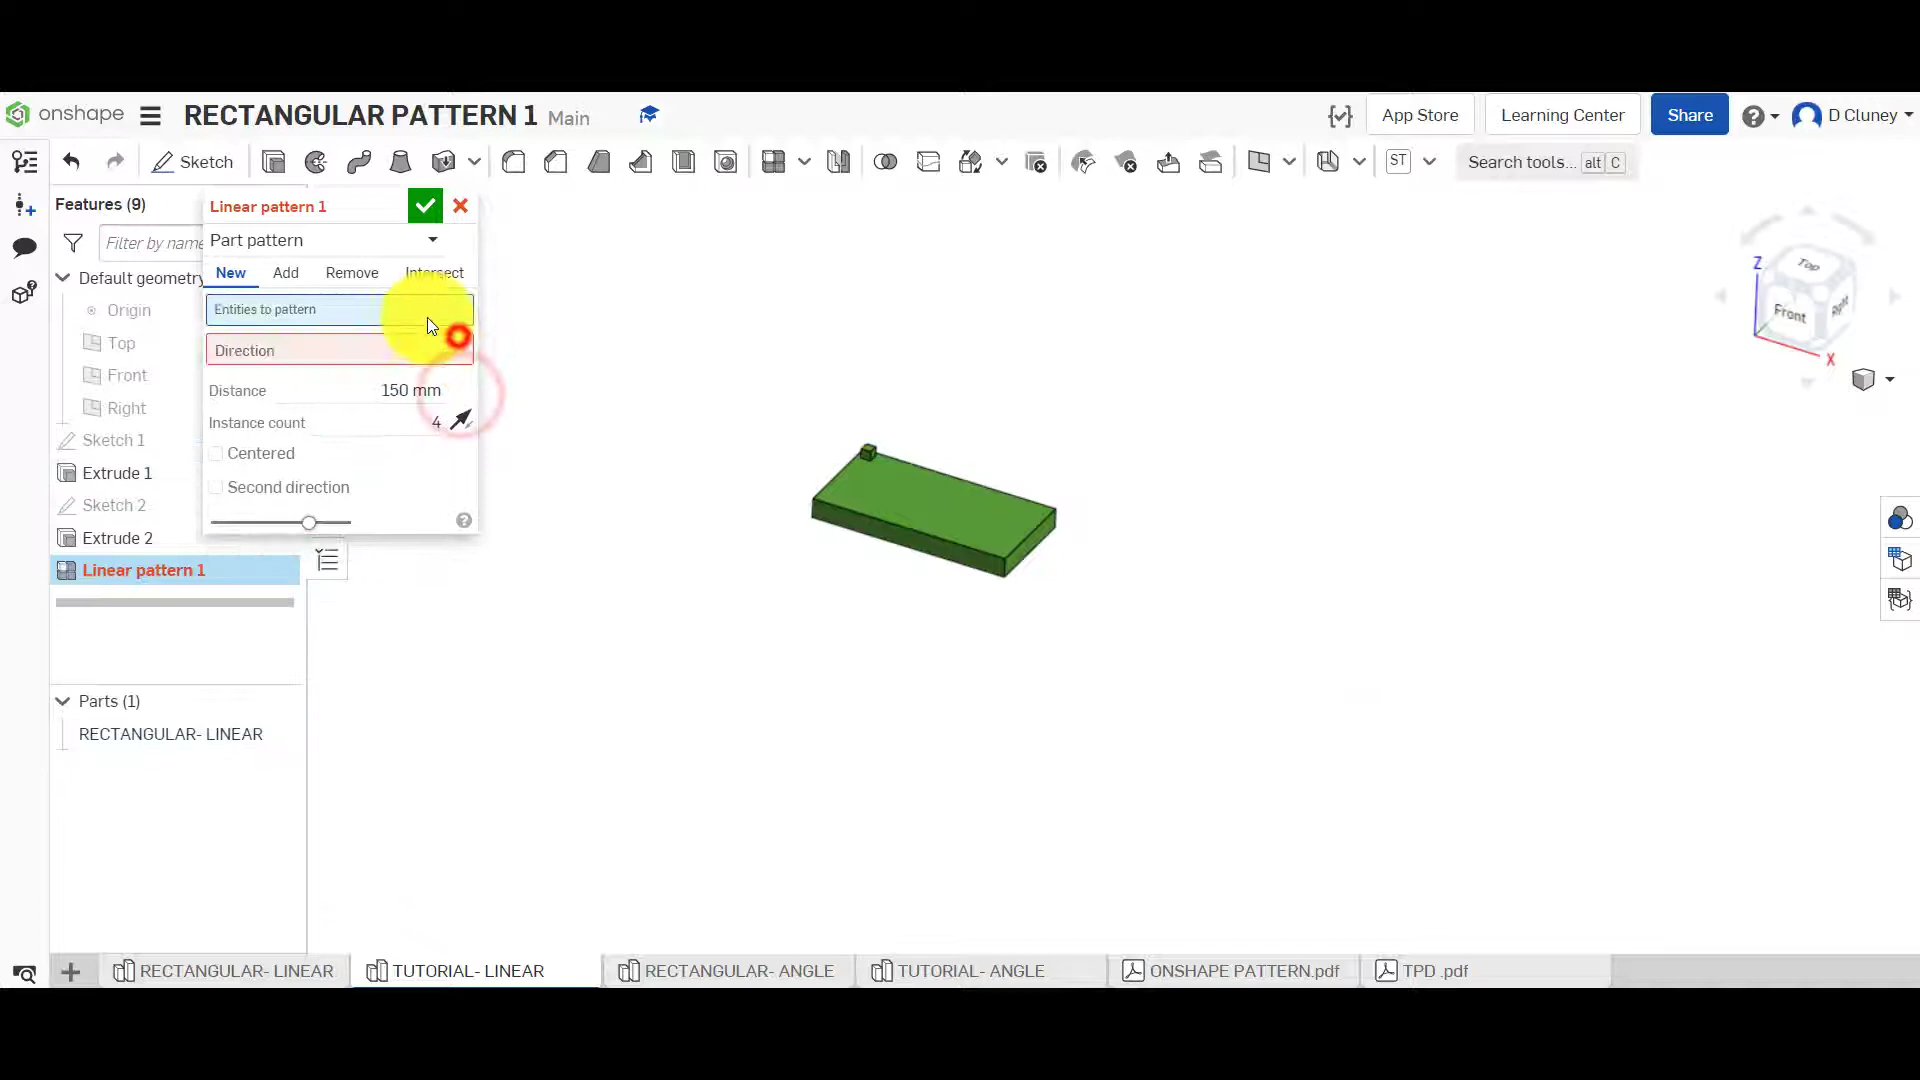 onshape
RECTANGULAR PATTERN 1 Main
App Store
Learning Center
Share
D Cluney
Sketch
ST
Search tools... alt C
Features (9)
Filter by name
Default geometry
Origin
Top
Front
Right
Sketch 1
Extrude 1
Sketch 2
Extrude 2
Linear pattern 1
Linear pattern 1
Part pattern
New Add Remove Intersect
Entities to pattern
Direction
Distance 150 mm
Instance count 4
Centered
Second direction
Parts (1)
RECTANGULAR- LINEAR
Z
Top
Front
Right
X
RECTANGULAR- LINEAR
TUTORIAL- LINEAR
RECTANGULAR- ANGLE
TUTORIAL- ANGLE
ONSHAPE PATTERN.pdf
TPD .pdf